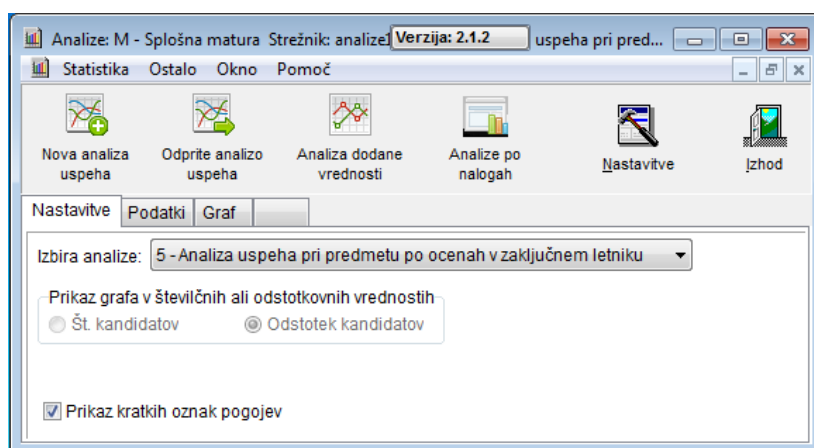 Analize: M - Splošna matura Strežnik: analize1 Verzija: 2.1.2 uspeha pri pred...
Statistika Ostalo Okno Pomoč
Nova analiza uspeha
Odprite analizo uspeha
Analiza dodane vrednosti
Analize po nalogah
Nastavitve
Izhod
Nastavitve Podatki Graf
Izbira analize: 5 - Analiza uspeha pri predmetu po ocenah v zaključnem letniku
Prikaz grafa v številčnih ali odstotkovnih vrednostih
Št. kandidatov Odstotek kandidatov
Prikaz kratkih oznak pogojev